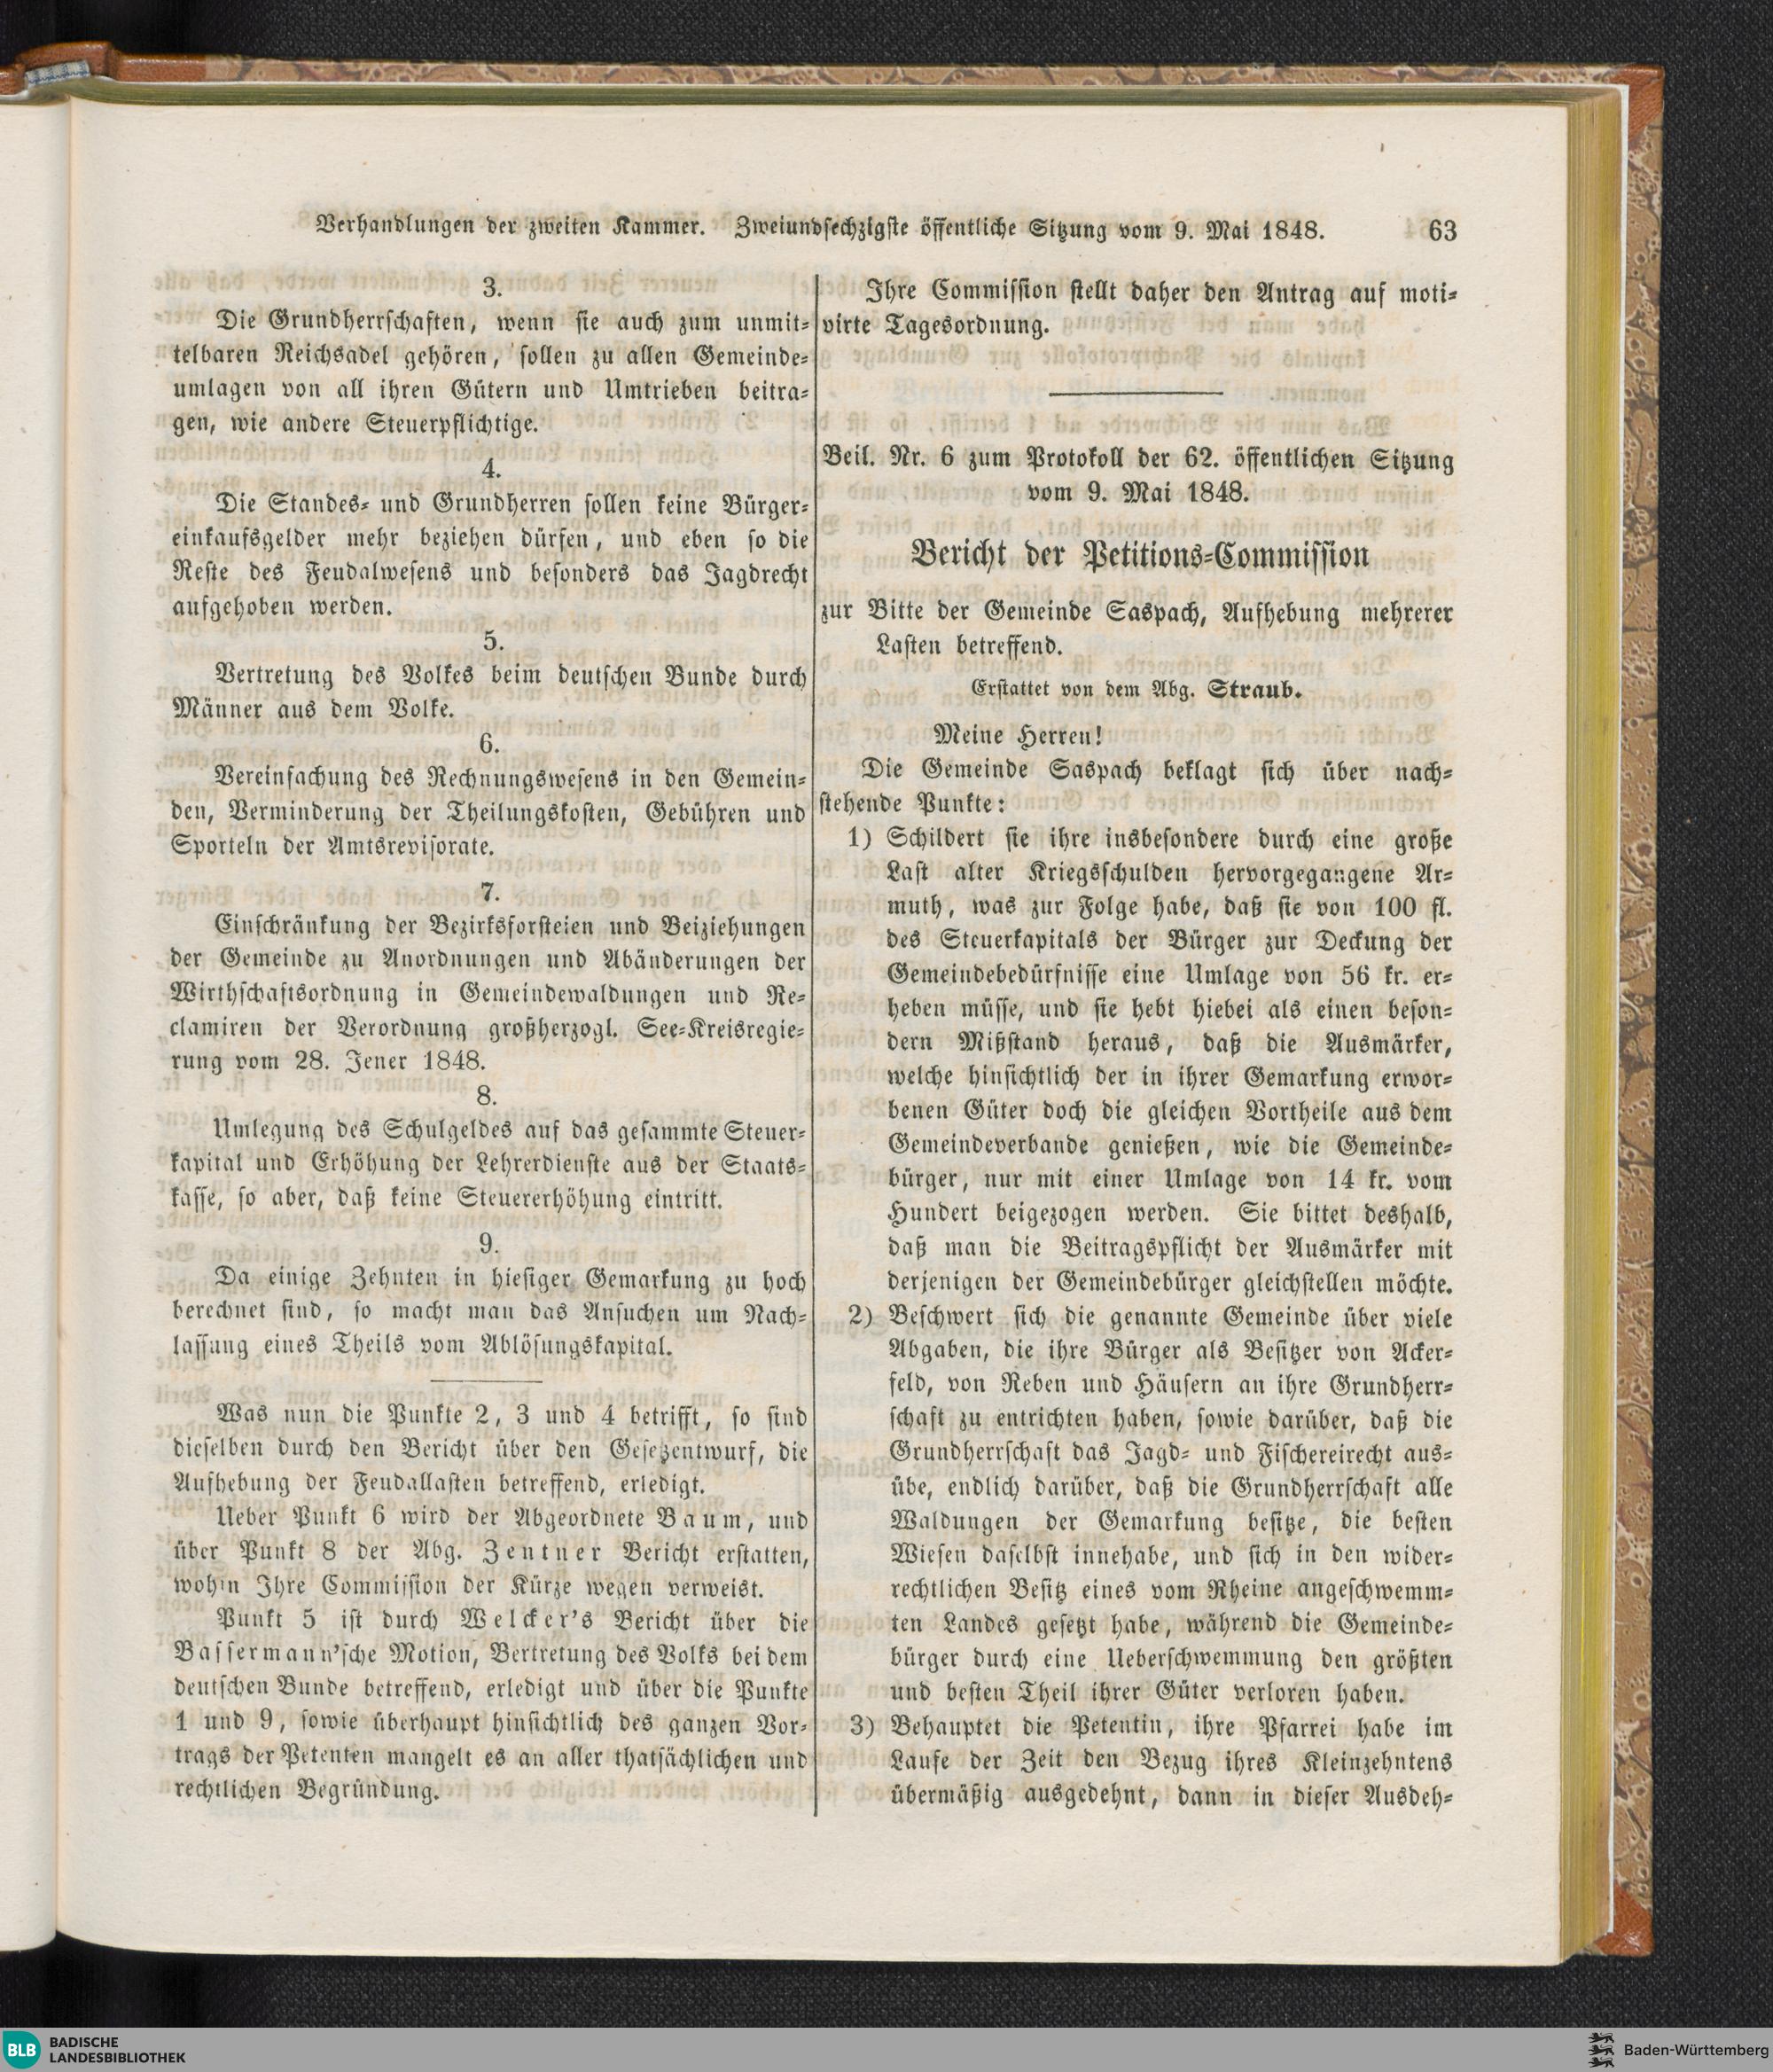 Verhandlungen der zweiten Kammer. Zweiundsechzigste öffentliche Sitzung vom 9. Mai 1848. 63
3.
Die Grundherrschaften, wenn sie auch zum unmit-
telbaren Reichsadel gehören, sollen zu allen Gemeinde-
umlagen von all ihren Gütern und Umtrieben beitra-
gen, wie andere Steuerpflichtige.
4.
Die Standes- und Grundherren sollen keine Bürger-
einkaufsgelder mehr beziehen dürfen, und eben so die
Reste des Feudalwesens und besonders das Jagdrecht
aufgehoben werden.
5.
Vertretung des Volkes beim deutschen Bunde durch
Männer aus dem Volke.
6.
Vereinfachung des Rechnungswesens in den Gemein-
den, Verminderung der Theilungskosten, Gebühren und
Sporteln der Amtsrevisorate.
7.
Einschränkung der Bezirksforsteien und Beiziehungen
der Gemeinde zu Anordnungen und Abänderungen der
Wirthschaftsordnung in Gemeindewaldungen und Re-
clamiren der Verordnung großherzogl. See-Kreisregie-
rung vom 28. Jener 1848.
8.
Umlegung des Schulgeldes auf das gesammte Steuer-
kapital und Erhöhung der Lehrerdienste aus der Staats-
kasse, so aber, daß keine Steuererhöhung eintritt.
9.
Da einige Zehnten in hiesiger Gemarkung zu hoch
berechnet sind, so macht man das Ansuchen um Nach-
lassung eines Theils vom Ablösungskapital.
Was nun die Punkte 2, 3 und 4 betrifft, so sind
dieselben durch den Bericht über den Gesetzentwurf, die
Aufhebung der Feudallasten betreffend, erledigt.
Ueber Punkt 6 wird der Abgeordnete Baum, und
über Punkt 8 der Abg. Zentner Bericht erstatten,
wohin Ihre Commission der Kürze wegen verweist.
Punkt 5 ist durch Welcker's Bericht über die
Bassermann'sche Motion, Vertretung des Volks bei dem
deutschen Bunde betreffend, erledigt und über die Punkte
1 und 9, sowie überhaupt hinsichtlich des ganzen Vor-
trags der Petenten mangelt es an aller thatsächlichen und
rechtlichen Begründung.
Ihre Commission stellt daher den Antrag auf moti-
virte Tagesordnung.
Beil. Nr. 6 zum Protokoll der 62. öffentlichen Sitzung
vom 9. Mai 1848.
Bericht der Petitions-Commission
zur Bitte der Gemeinde Saspach, Aufhebung mehrerer
Lasten betreffend.
Erstattet von dem Abg. Straub.
Meine Herren!
Die Gemeinde Saspach beklagt sich über nach-
stehende Punkte:
1) Schildert sie ihre insbesondere durch eine große
Last alter Kriegsschulden hervorgegangene Ar-
muth, was zur Folge habe, daß sie von 100 fl.
des Steuerkapitals der Bürger zur Deckung der
Gemeindebedürfnisse eine Umlage von 56 kr. er-
heben müsse, und sie hebt hiebei als einen beson-
dern Mißstand heraus, daß die Ausmärker,
welche hinsichtlich der in ihrer Gemarkung erwor-
benen Güter doch die gleichen Vortheile aus dem
Gemeindeverbande genießen, wie die Gemeinde-
bürger, nur mit einer Umlage von 14 kr. vom
Hundert beigezogen werden. Sie bittet deshalb,
daß man die Beitragspflicht der Ausmärker mit
derjenigen der Gemeindebürger gleichstellen möchte.
2) Beschwert sich die genannte Gemeinde über viele
Abgaben, die ihre Bürger als Besitzer von Acker-
feld, von Reben und Häusern an ihre Grundherr-
schaft zu entrichten haben, sowie darüber, daß die
Grundherrschaft das Jagd- und Fischereirecht aus-
übe, endlich darüber, daß die Grundherrschaft alle
Waldungen der Gemarkung besitze, die besten
Wiesen daselbst innehabe, und sich in den wider-
rechtlichen Besitz eines vom Rheine angeschwemm-
ten Landes gesetzt habe, während die Gemeinde-
bürger durch eine Ueberschwemmung den größten
und besten Theil ihrer Güter verloren haben.
3) Behauptet die Petentin, ihre Pfarrei habe im
Laufe der Zeit den Bezug ihres Kleinzehntens
übermäßig ausgedehnt, dann in dieser Ausdeh-
BLB BADISCHE
LANDESBIBLIOTHEK
Baden-Württemberg